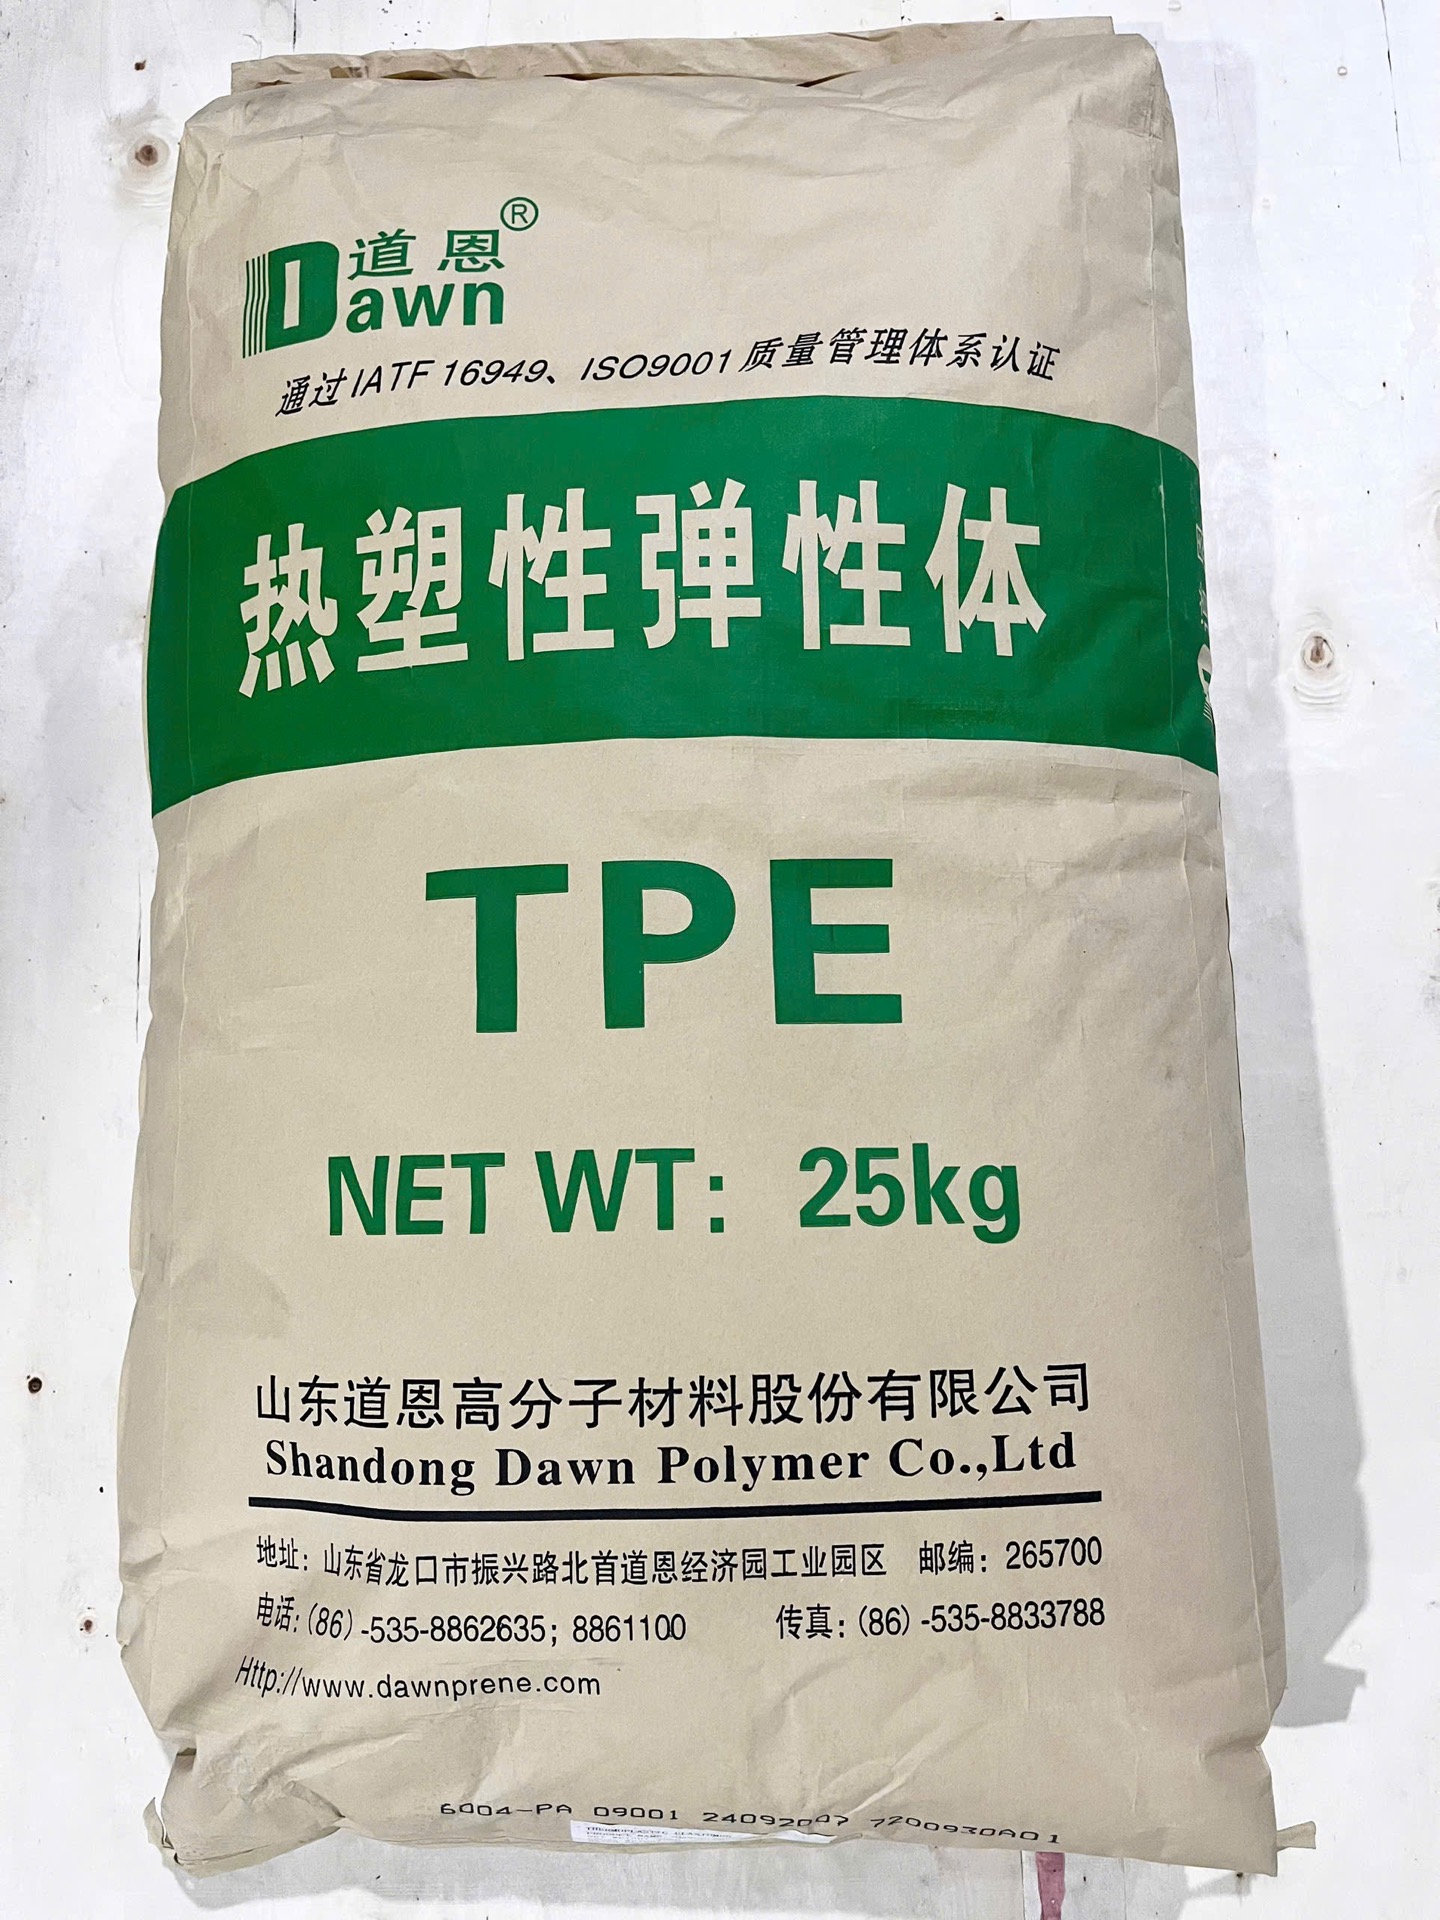 道恩®
Dawn
通过IATF 16949、ISO9001质量管理体系认证
热塑性弹性体
TPE
NET WT: 25kg
山东道恩高分子材料股份有限公司
Shandong Dawn Polymer Co.,Ltd
地址: 山东省龙口市振兴路北首道恩经济园工业园区 邮编: 265700
电话: (86)-535-8862635; 8861100 传真: (86)-535-8833788
Http://www.dawnprene.com
6004-PA 09001 7200930A01